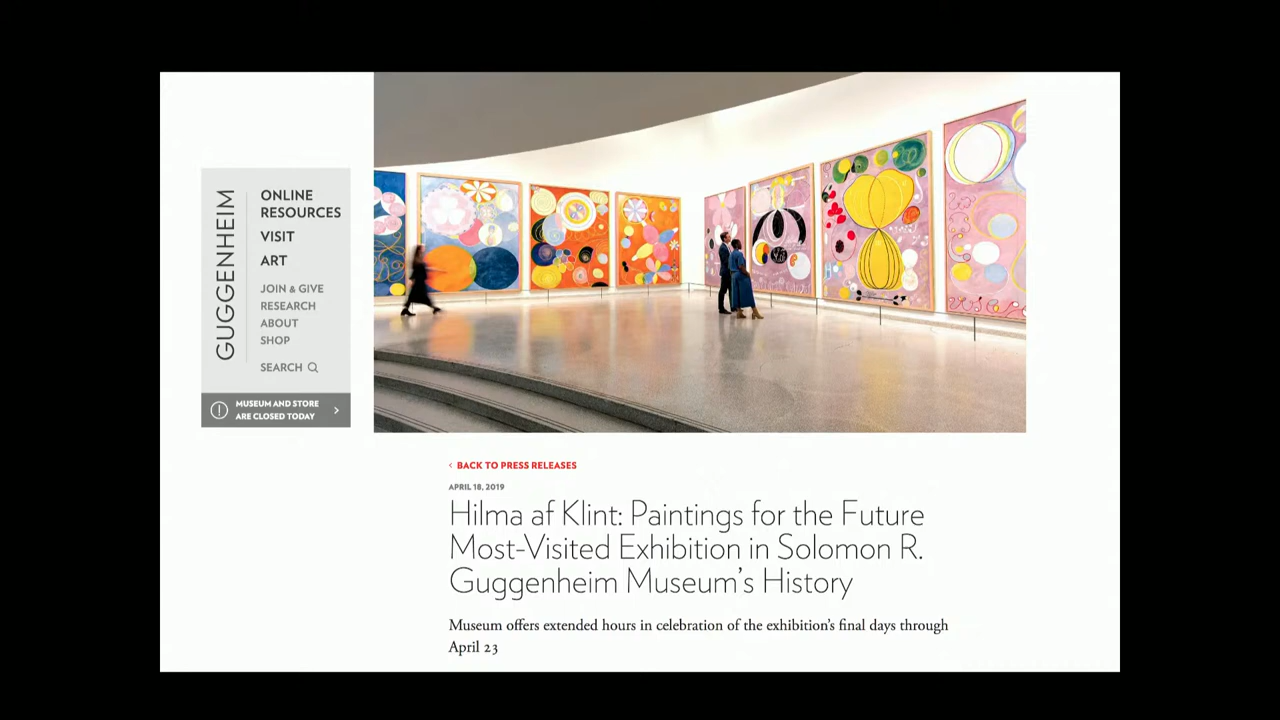 GUGGENHEIM
ONLINE
RESOURCES
VISIT
ART
JOIN & GIVE
RESEARCH
ABOUT
SHOP
SEARCH
MUSEUM AND STORE
ARE CLOSED TODAY
BACK TO PRESS RELEASES
APRIL 18, 2019
Hilma af Klint: Paintings for the Future
Most-Visited Exhibition in Solomon R.
Guggenheim Museum’s History
Museum offers extended hours in celebration of the exhibition’s final days through
April 23